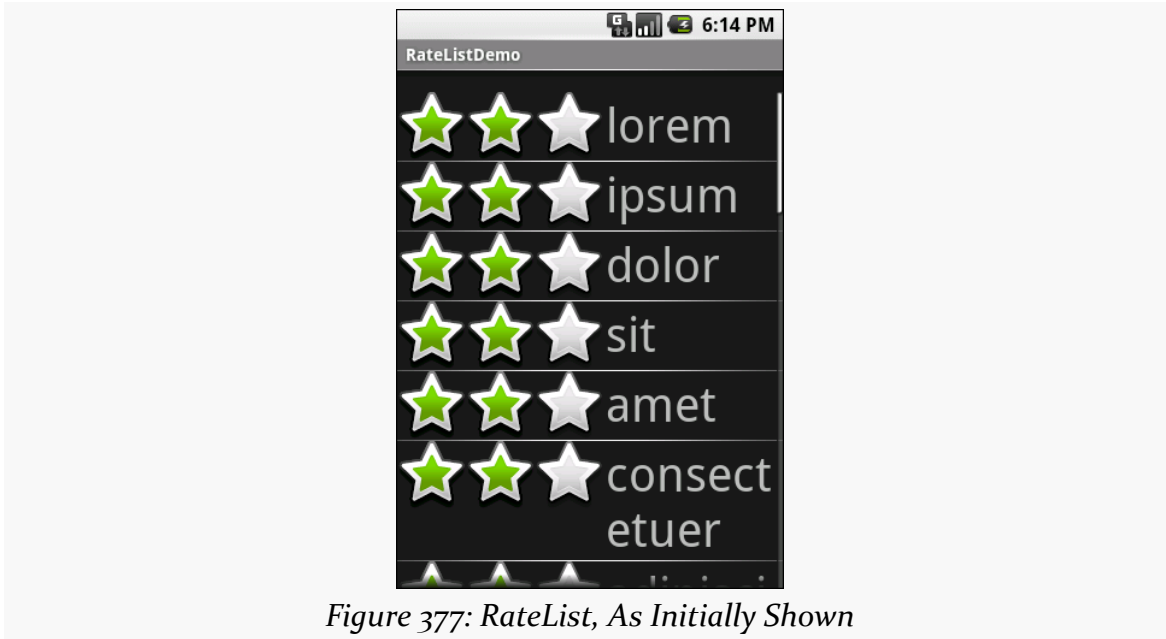 G
6:14 PM
RateListDemo
lorem
ipsum
dolor
sit
amet
consect
etuer
Figure 377: RateList, As Initially Shown